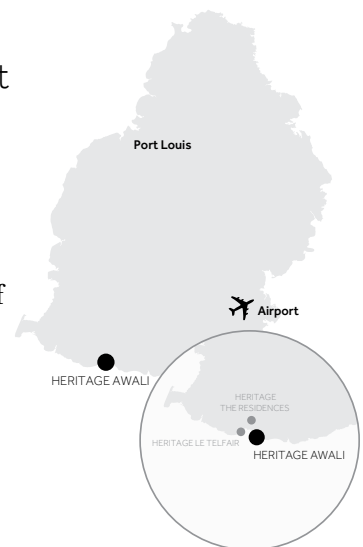 t
Port Louis
f
Airport
HERITAGE AWALI
HERITAGE
THE RESIDENCES
HERITAGE LE TELFAIR
HERITAGE AWALI